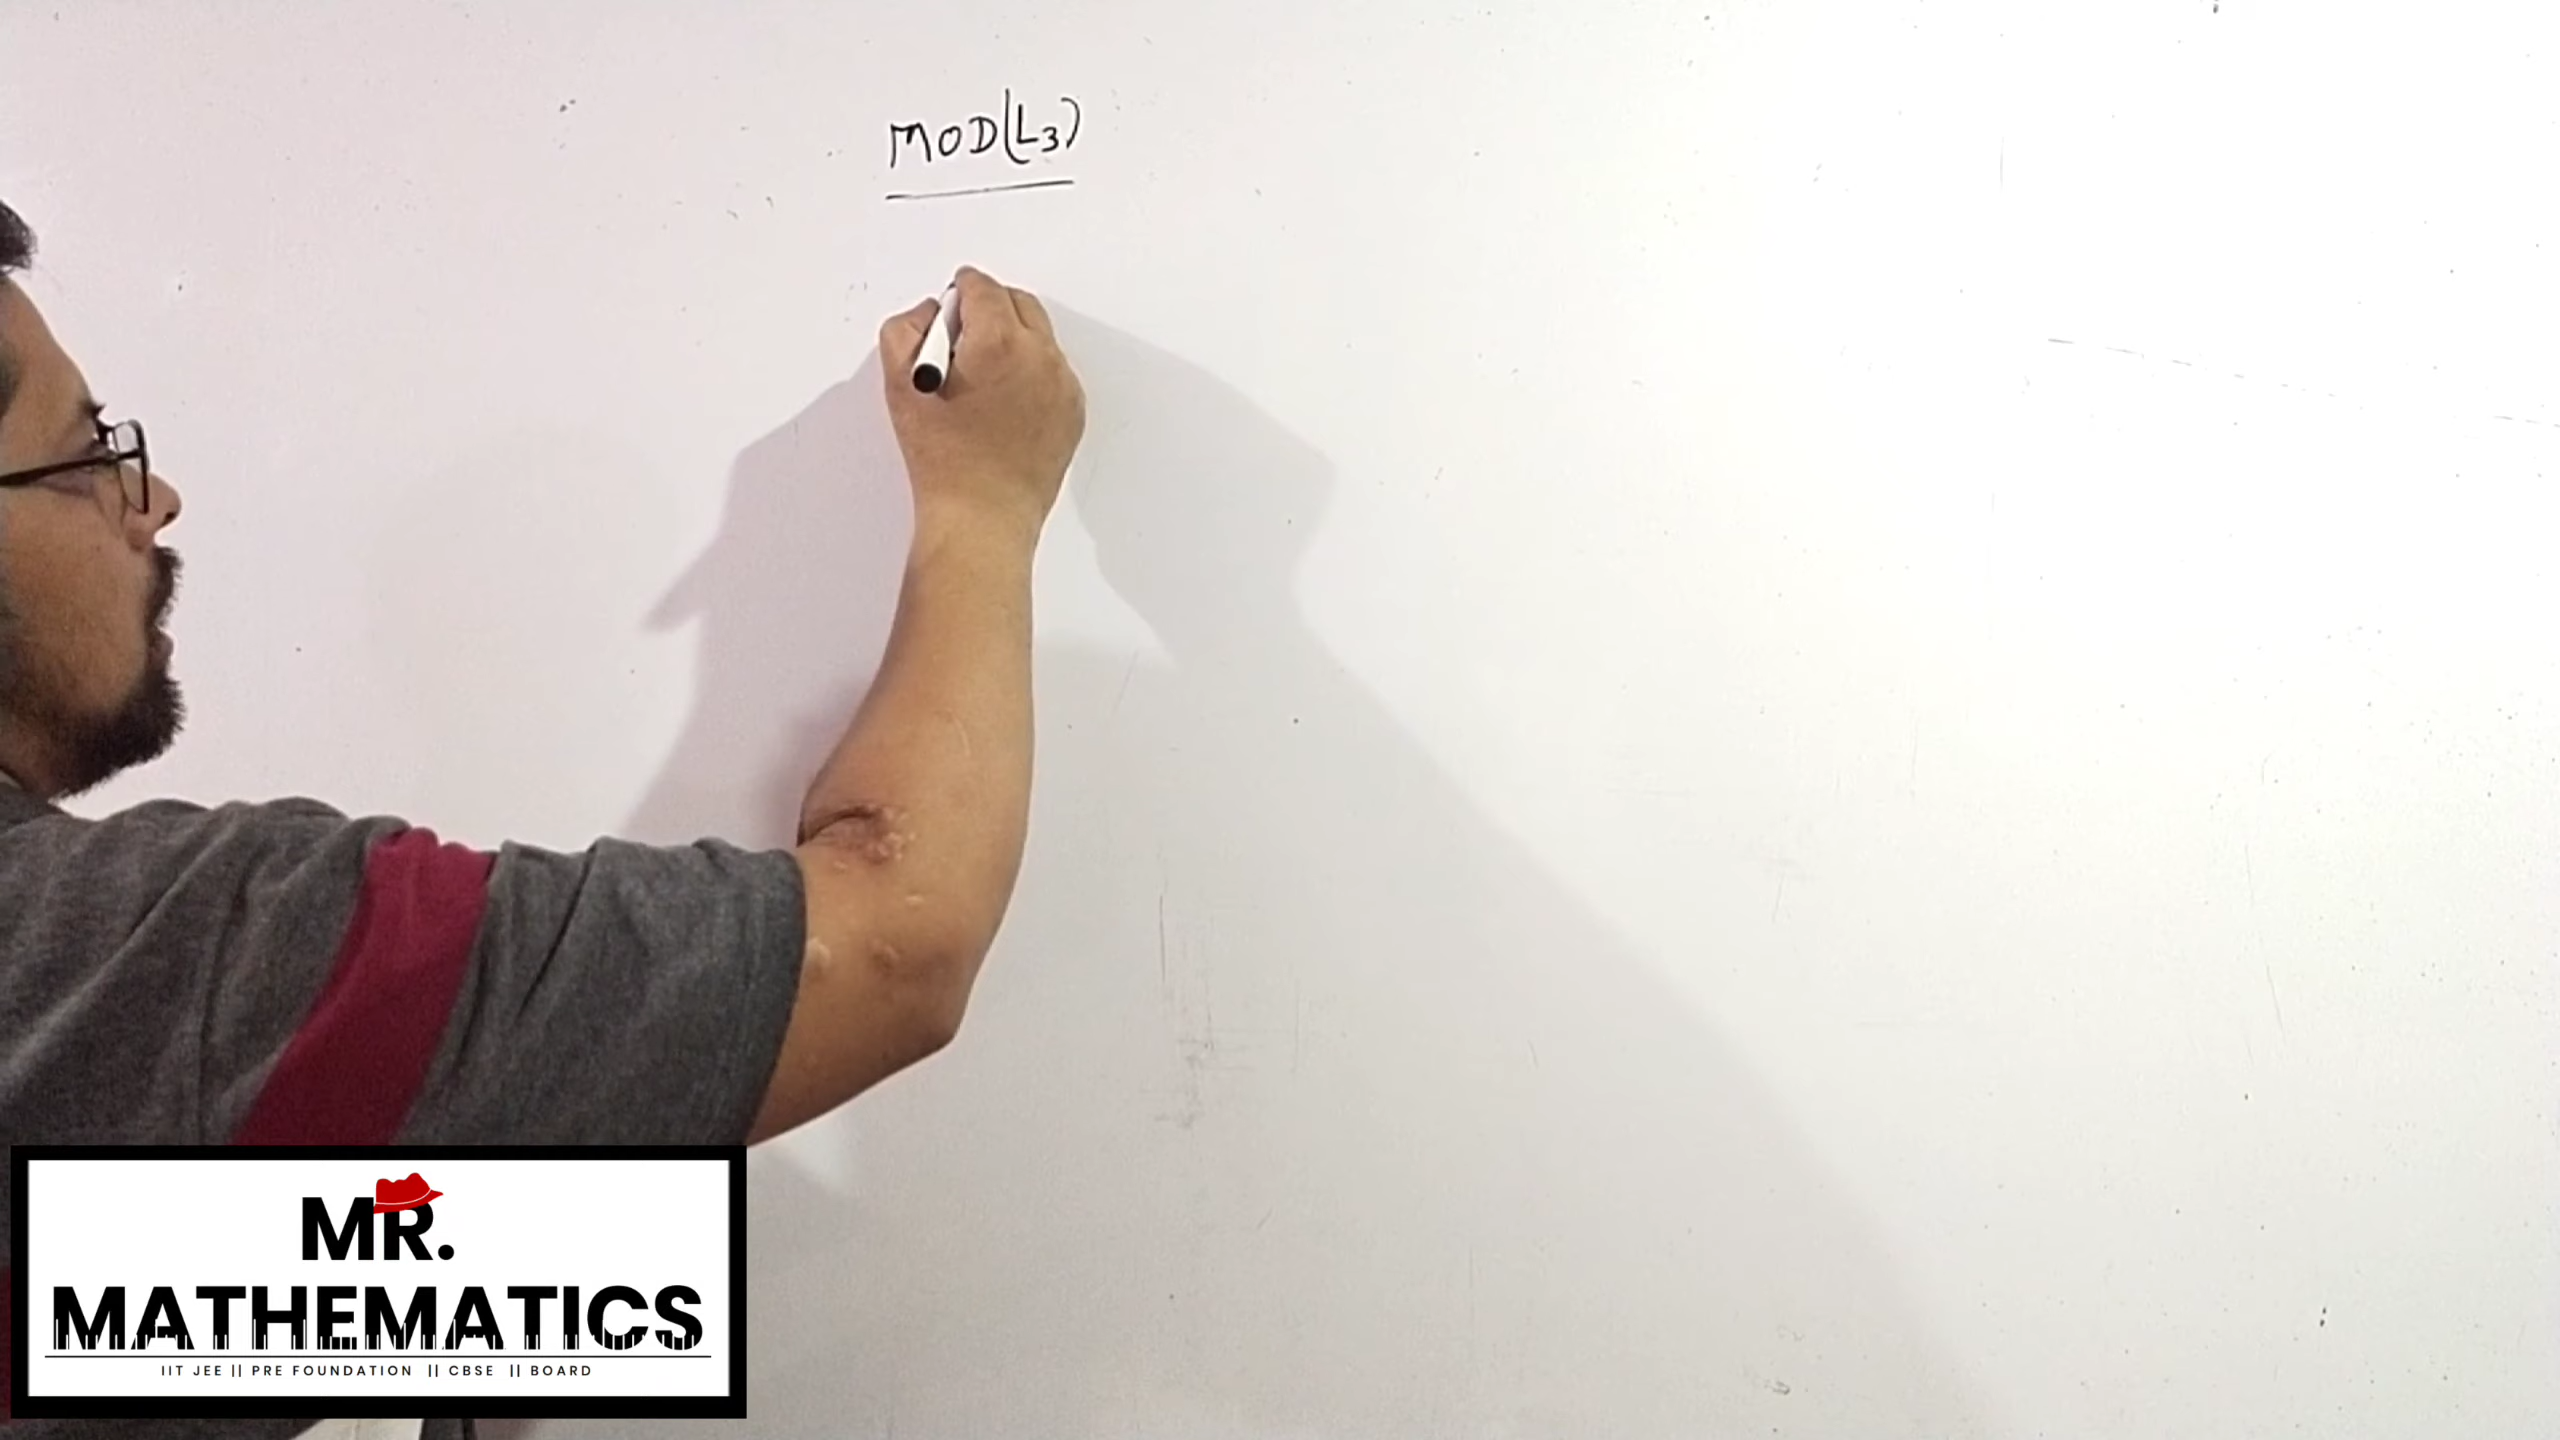 MOD(L3)
MR.
MATHEMATICS
IIT JEE || PRE FOUNDATION || CBSE || BOARD